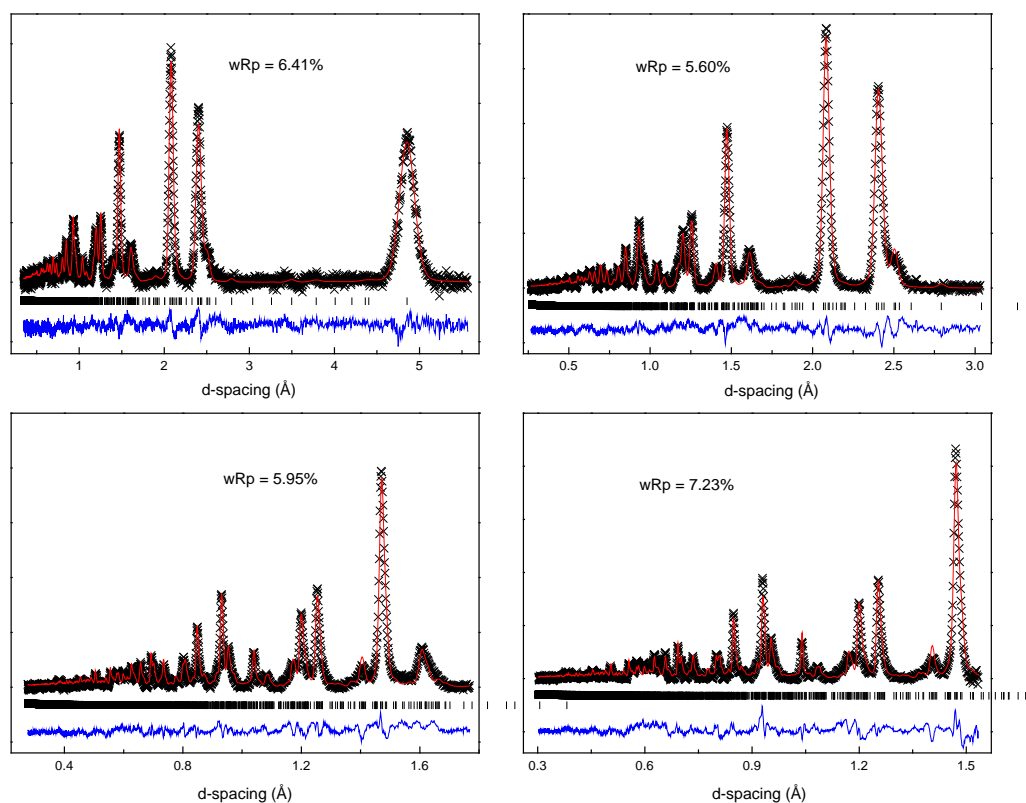 wRp = 6.41%
1 2 3 4 5
d-spacing (Å)
wRp = 5.60%
0.5 1.0 1.5 2.0 2.5 3.0
d-spacing (Å)
wRp = 5.95%
0.4 0.8 1.2 1.6
d-spacing (Å)
wRp = 7.23%
0.3 0.6 0.9 1.2 1.5
d-spacing (Å)